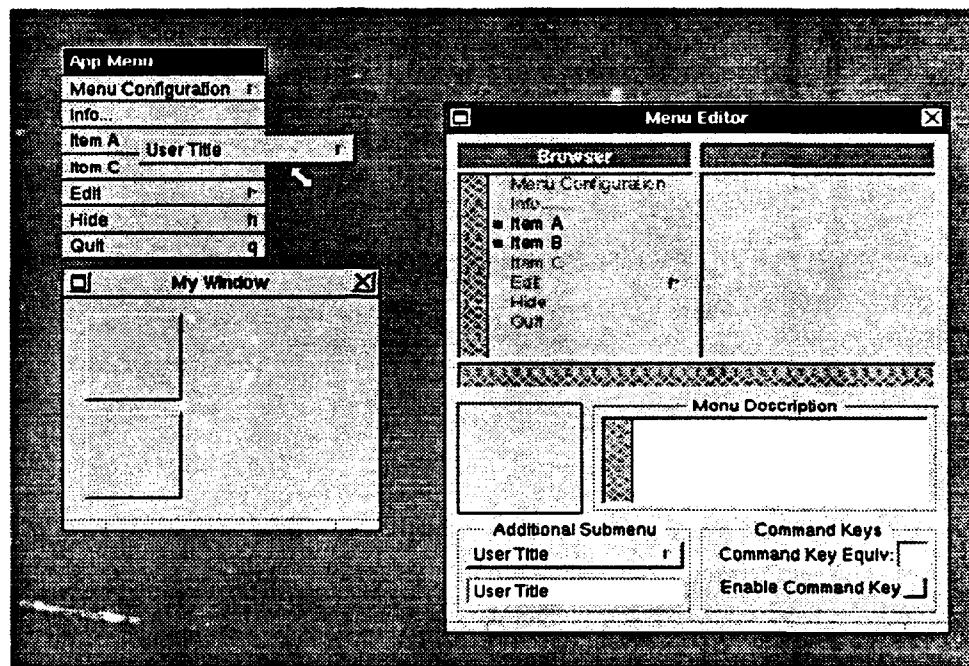 App Menu
Menu Configuration
Info...
Item A
User Title
Item C
Edit
Hide h
Quit q
My Window
Menu Editor
Browser
Menu Configuration
Info...
Item A
Item B
Item C
Edit
Hide
Quit
Menu Description
Additional Submenu
User Title
User Title
Command Keys
Command Key Equiv:
Enable Command Key